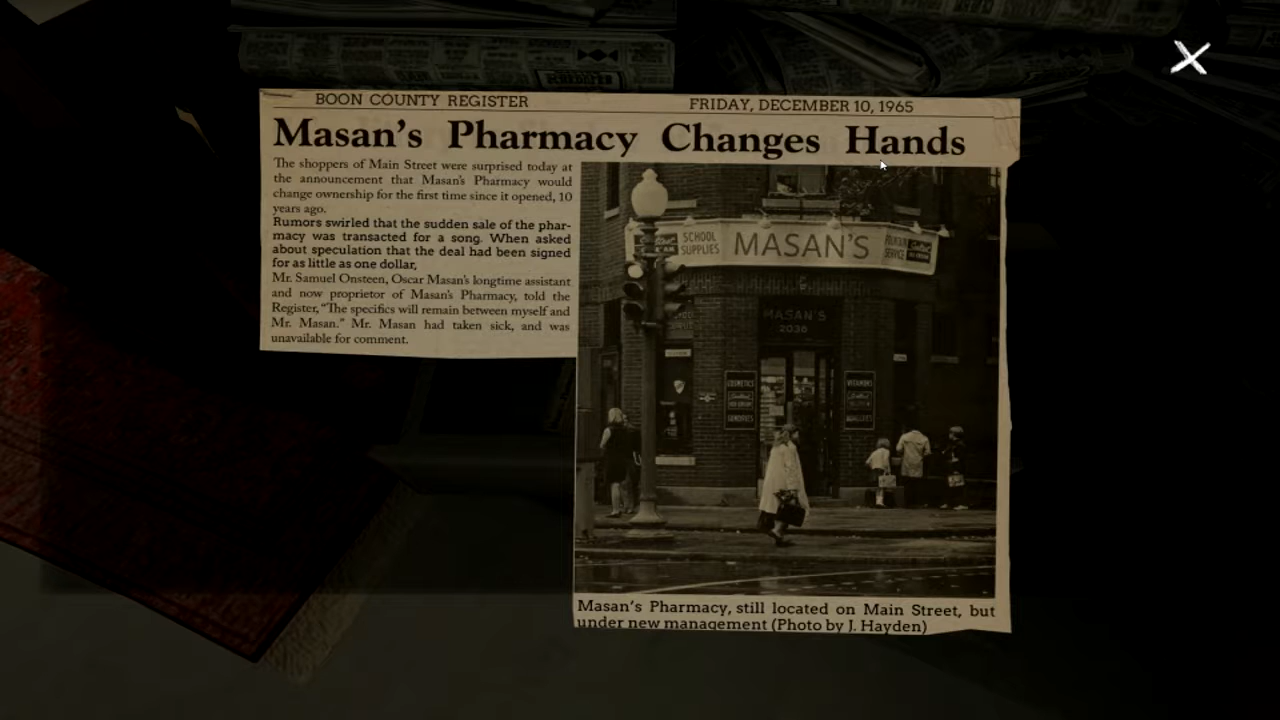 BOON COUNTY REGISTER
FRIDAY, DECEMBER 10, 1965
Masan's Pharmacy Changes Hands
The shoppers of Main Street were surprised today at
the announcement that Masan's Pharmacy would
change ownership for the first time since it opened, 10
years ago.
Rumors swirled that the sudden sale of the phar-
macy was transacted for a song. When asked
about speculation that the deal had been signed
for as little as one dollar,
Mr. Samuel Onsteen, Oscar Masan's longtime assistant
and now proprietor of Masan's Pharmacy, told the
Register, "The specifics will remain between myself and
Mr. Masan." Mr. Masan had taken sick, and was
unavailable for comment.
SCHOOL
SUPPLIES
MASAN'S
FOUNTAIN
SERVICE
MASAN'S
2036
COSMETICS
VITAMINS
Masan's Pharmacy, still located on Main Street, but
under new management (Photo by J. Hayden)